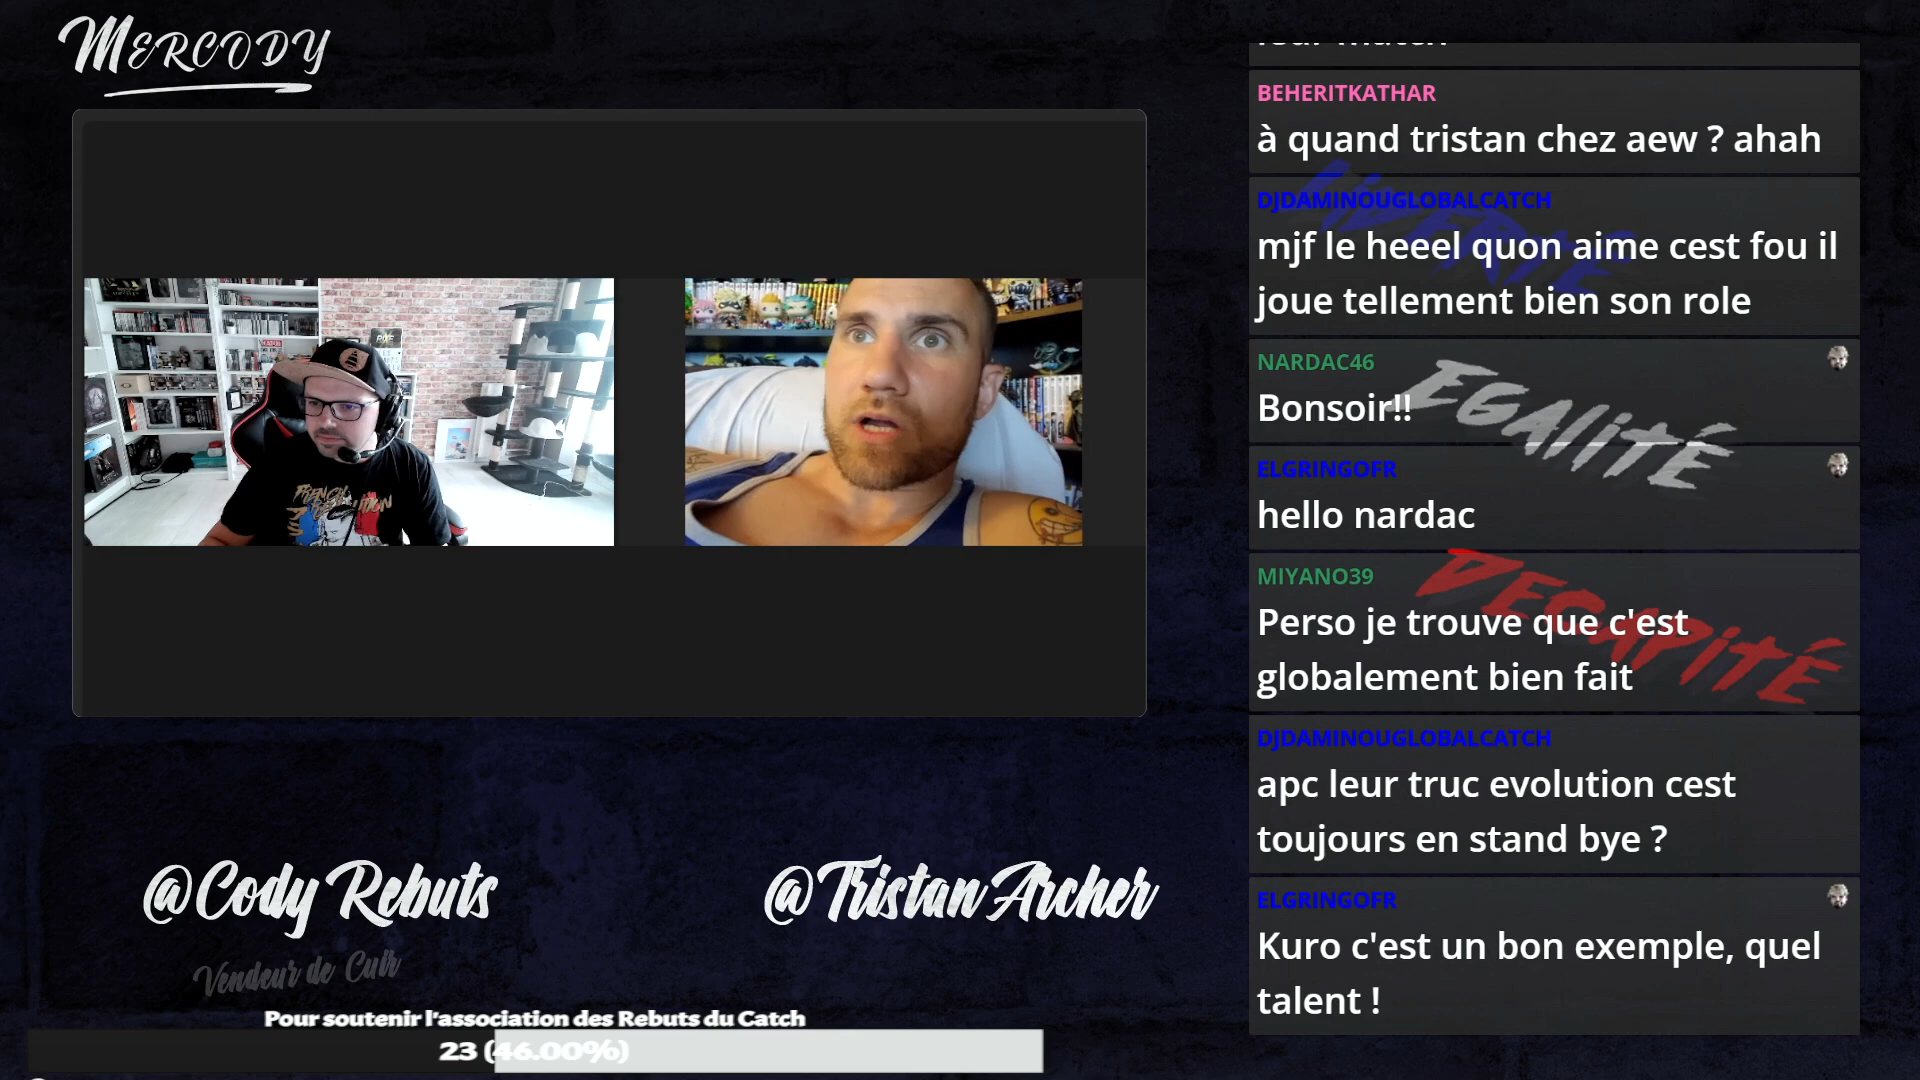 MERCODY
BEHERITKATHAR
à quand tristan chez aew ? ahah
DJDAMINOUGLOBALCATCH
mjf le heeel quon aime cest fou il
joue tellement bien son role
NARDAC46
Bonsoir!!
EGALITÉ
ELGRINGOFR
hello nardac
MIYANO39
DECAPITÉ
Perso je trouve que c'est
globalement bien fait
DJDAMINOUGLOBALCATCH
apc leur truc evolution cest
toujours en stand bye ?
ELGRINGOFR
Kuro c'est un bon exemple, quel
talent !
@Cody Rebuts
@Tristan Archer
Vendeur de Cuir
Pour soutenir l'association des Rebuts du Catch
23 (46.00%)